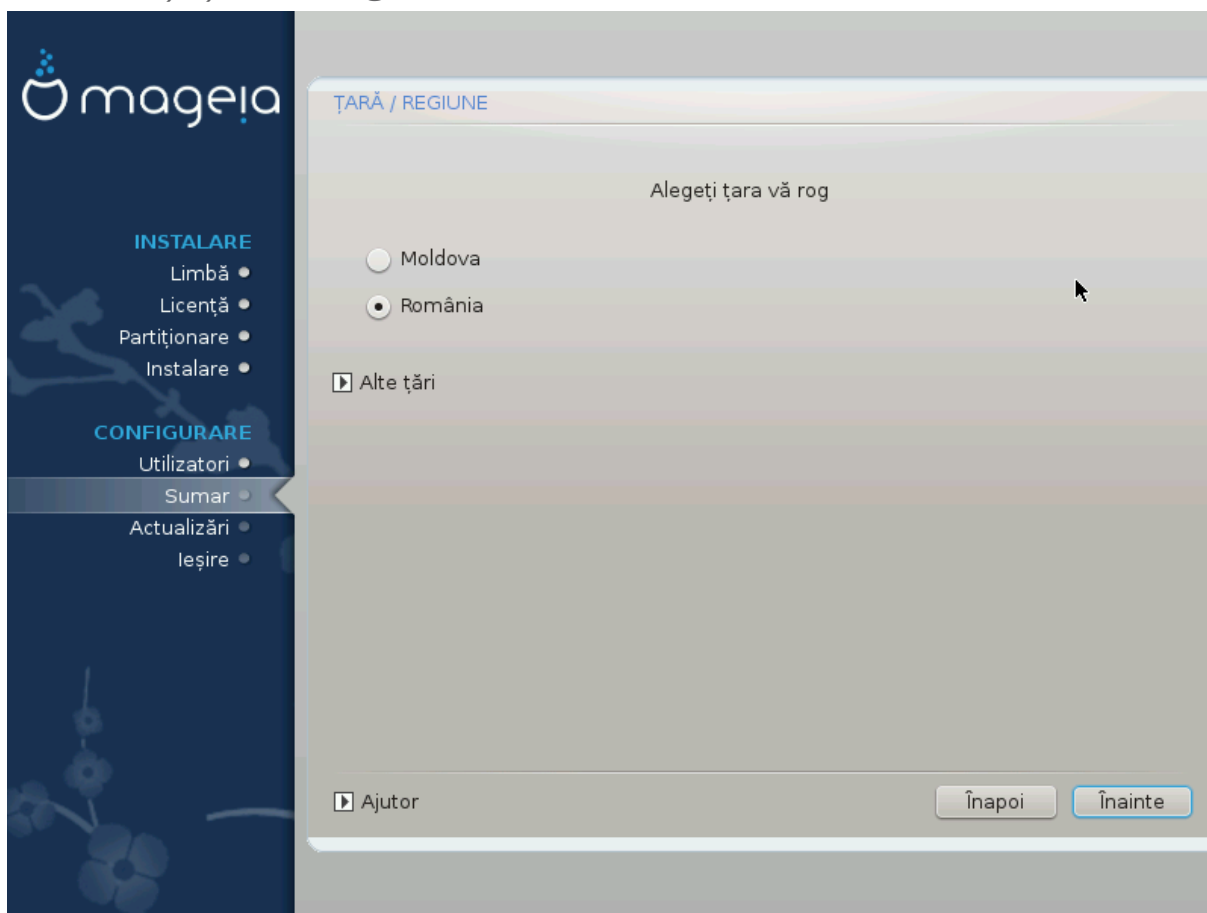 mageia
ȚARĂ / REGIUNE
Alegeți țara vă rog
INSTALARE
Limbă
Licență
Partiționare
Instalare
CONFIGURARE
Utilizatori
Sumar
Actualizări
Ieșire
Moldova
România
Alte țări
Ajutor
Înapoi
Înainte